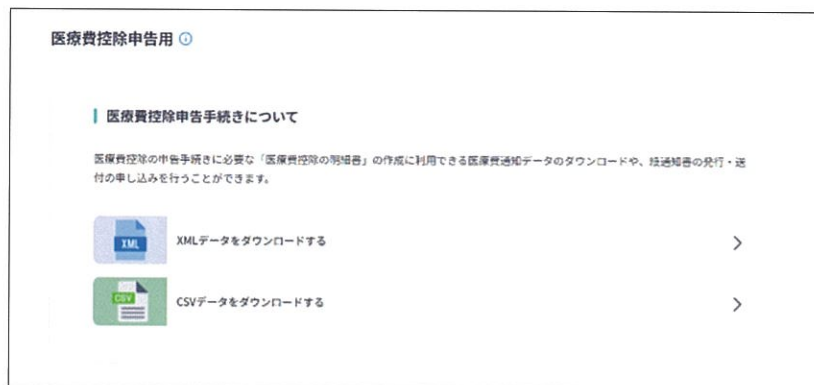 医療費控除申告用
医療費控除申告手続きについて
医療費控除の申告手続きに必要な「医療費控除の明細書」の作成に利用できる医療費通知データのダウンロードや、紙通知書の発行・送
付の申し込みを行うことができます。
XML
XMLデータをダウンロードする
CSV
CSVデータをダウンロードする